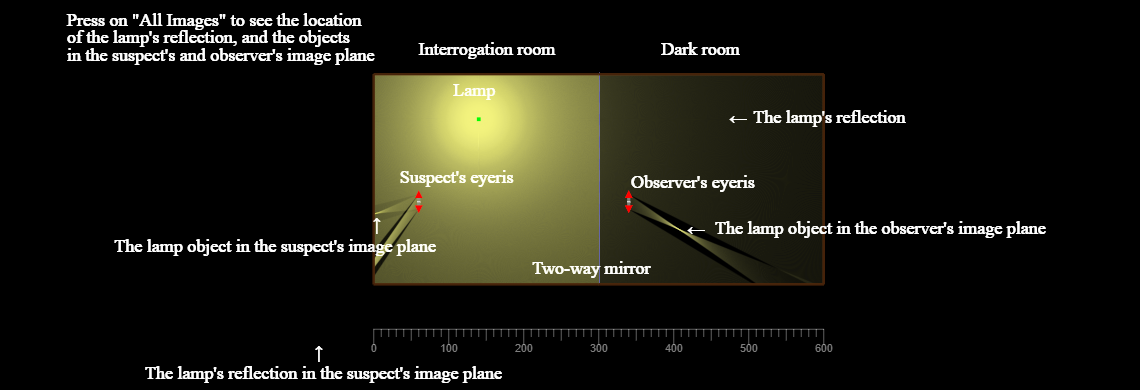 Press on "All Images" to see the location
of the lamp's reflection, and the objects
in the suspect's and observer's image plane
Interrogation room
Dark room
Lamp
← The lamp's reflection
Suspect's eyeris
Observer's eyeris
↑
← The lamp object in the observer's image plane
The lamp object in the suspect's image plane
Two-way mirror
0 100 200 300 400 500 600
↑
The lamp's reflection in the suspect's image plane